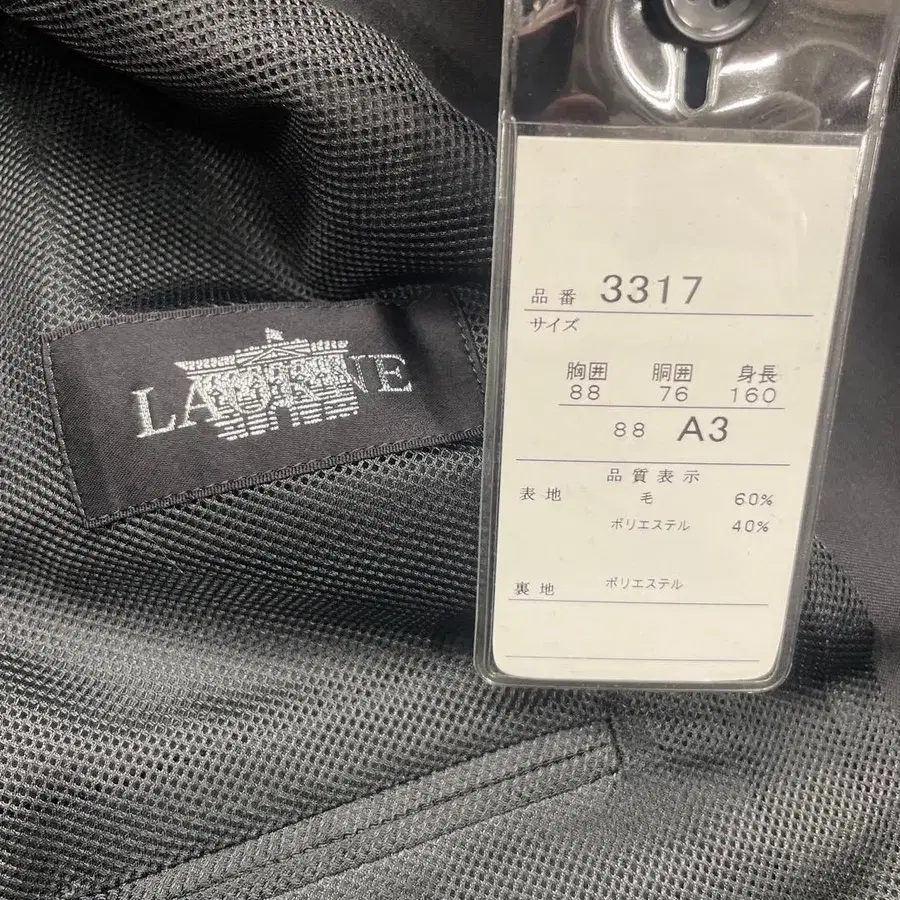 品番 3317
サイズ
胸囲 胴囲 身長
88 76 160
88 A3
品質表示
表地 毛 60%
ポリエステル 40%
裏地 ポリエステル